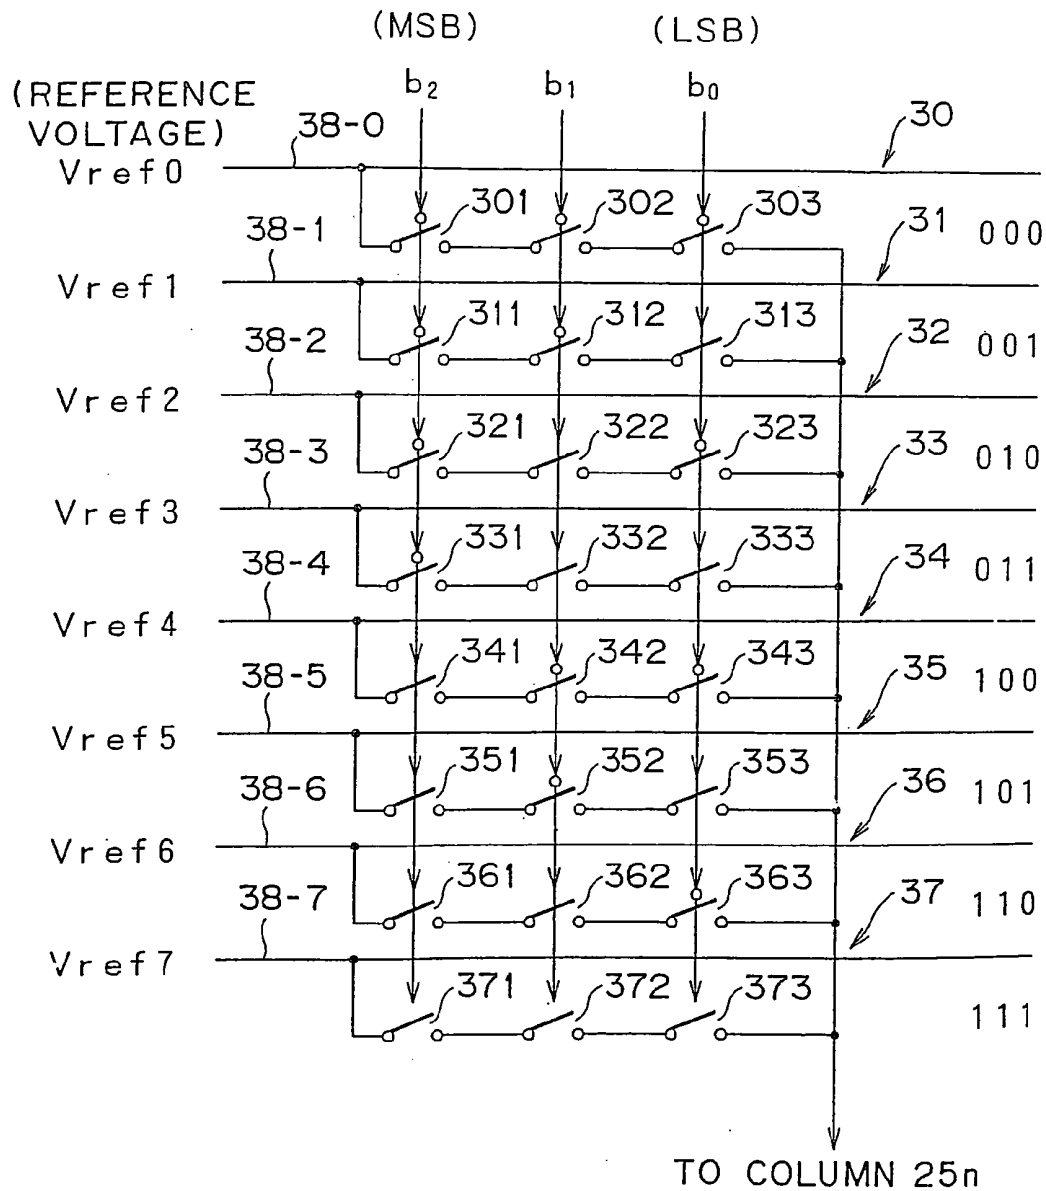 (MSB) (LSB)
b2 b1 b0
(REFERENCE
VOLTAGE)
38-0 30
Vref0
301 302 303
38-1 31 000
Vref1
311 312 313
38-2 32 001
Vref2
321 322 323
38-3 33 010
Vref3
331 332 333
38-4 34 011
Vref4
341 342 343
38-5 35 100
Vref5
351 352 353
38-6 36 101
Vref6
361 362 363
38-7 37 110
Vref7
371 372 373
111
TO COLUMN 25n